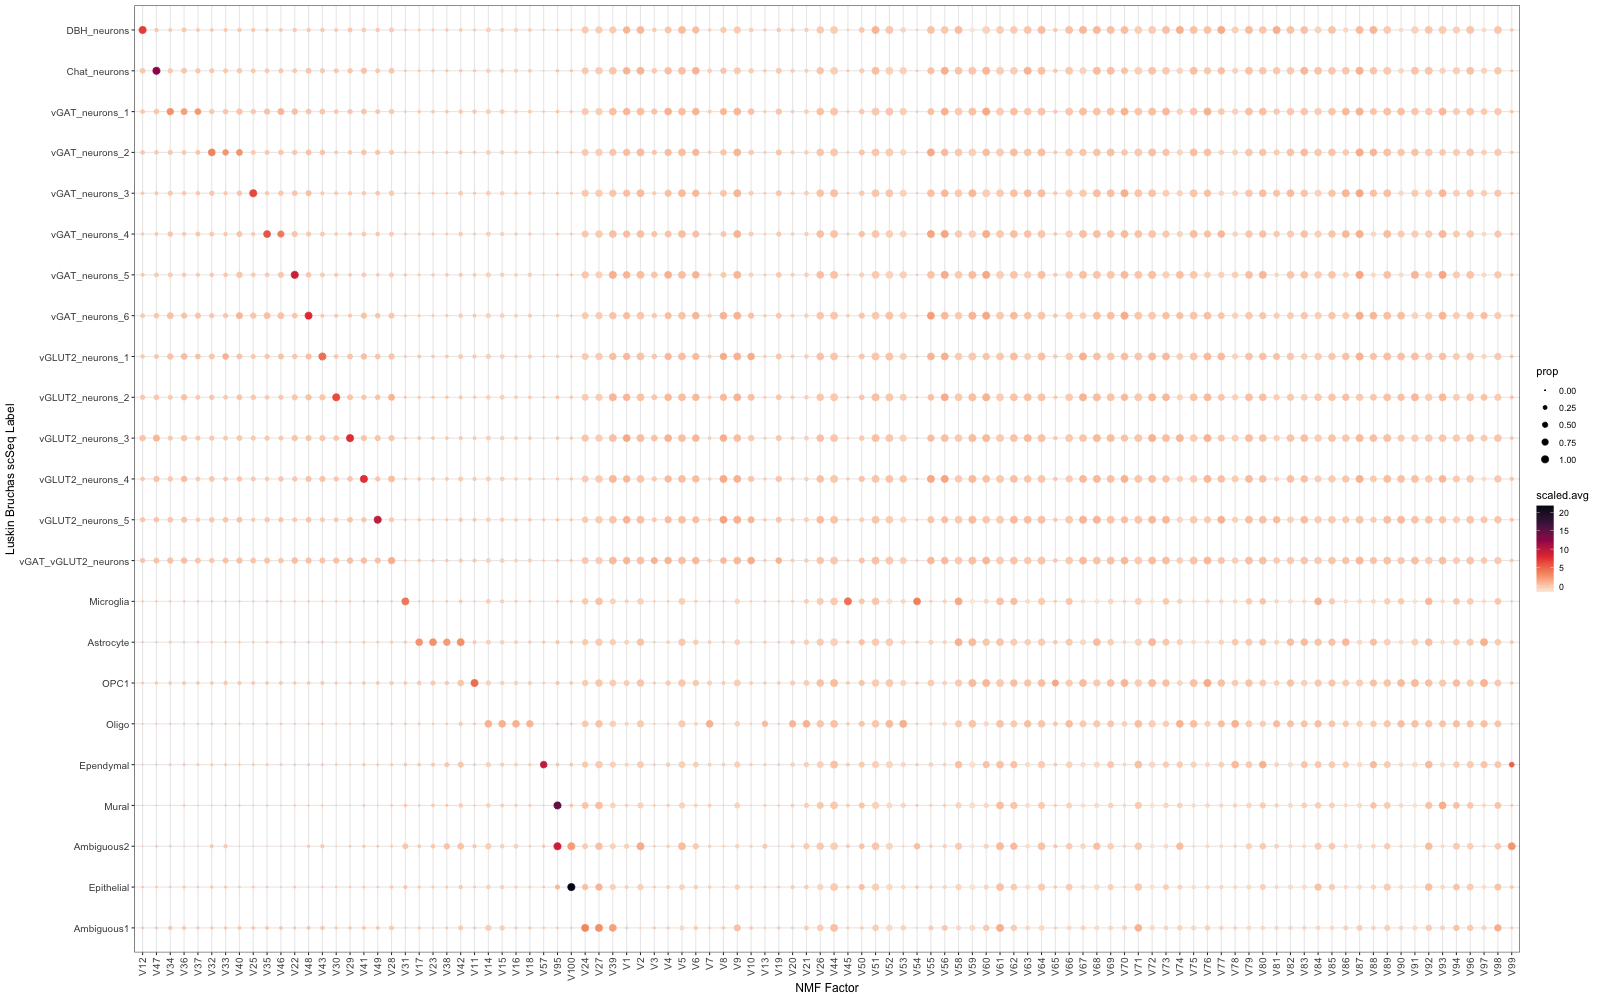 DBH_neurons
Chat_neurons
vGAT_neurons_1
vGAT_neurons_2
vGAT_neurons_3
vGAT_neurons_4
vGAT_neurons_5
vGAT_neurons_6
vGLUT2_neurons_1
vGLUT2_neurons_2
vGLUT2_neurons_3
vGLUT2_neurons_4
vGLUT2_neurons_5
vGAT_vGLUT2_neurons
Microglia
Astrocyte
OPC1
Oligo
Ependymal
Mural
Ambiguous2
Epithelial
Ambiguous1
Luskin Bruchas scSeq Label
V12 V47 V34 V36 V37 V32 V33 V40 V25 V35 V46 V22 V48 V43 V30 V29 V41 V49 V28 V31 V17 V23 V38 V42 V11 V14 V15 V16 V18 V57 V95 V100 V24 V27 V39 V1 V2 V3 V4 V5 V6 V7 V8 V9 V10 V13 V19 V20 V21 V26 V44 V45 V50 V51 V52 V53 V54 V55 V56 V58 V59 V60 V61 V62 V63 V64 V65 V66 V67 V68 V69 V70 V71 V72 V73 V74 V75 V76 V77 V78 V79 V80 V81 V82 V83 V84 V85 V86 V87 V88 V89 V90 V91 V92 V93 V94 V96 V97 V98 V99
NMF Factor
prop
0.00
0.25
0.50
0.75
1.00
scaled.avg
20
15
10
5
0